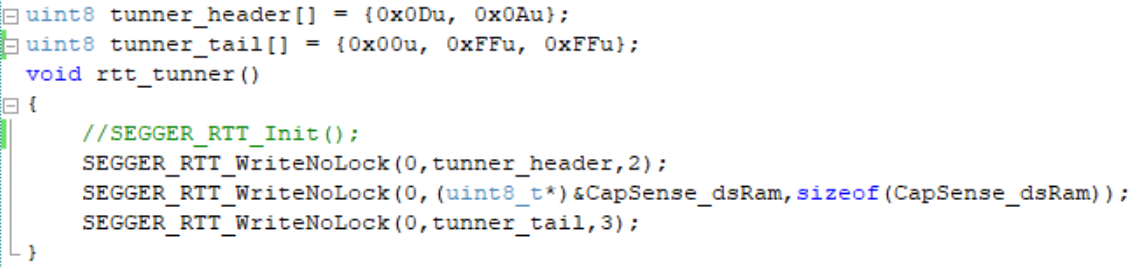 uint8 tunner_header[] = {0x0Du, 0x0Au};
uint8 tunner_tail[] = {0x00u, 0xFFu, 0xFFu};
void rtt_tunner()
{
    //SEGGER_RTT_Init();
    SEGGER_RTT_WriteNoLock(0,tunner_header,2);
    SEGGER_RTT_WriteNoLock(0,(uint8_t*)&CapSense_dsRam,sizeof(CapSense_dsRam));
    SEGGER_RTT_WriteNoLock(0,tunner_tail,3);
}